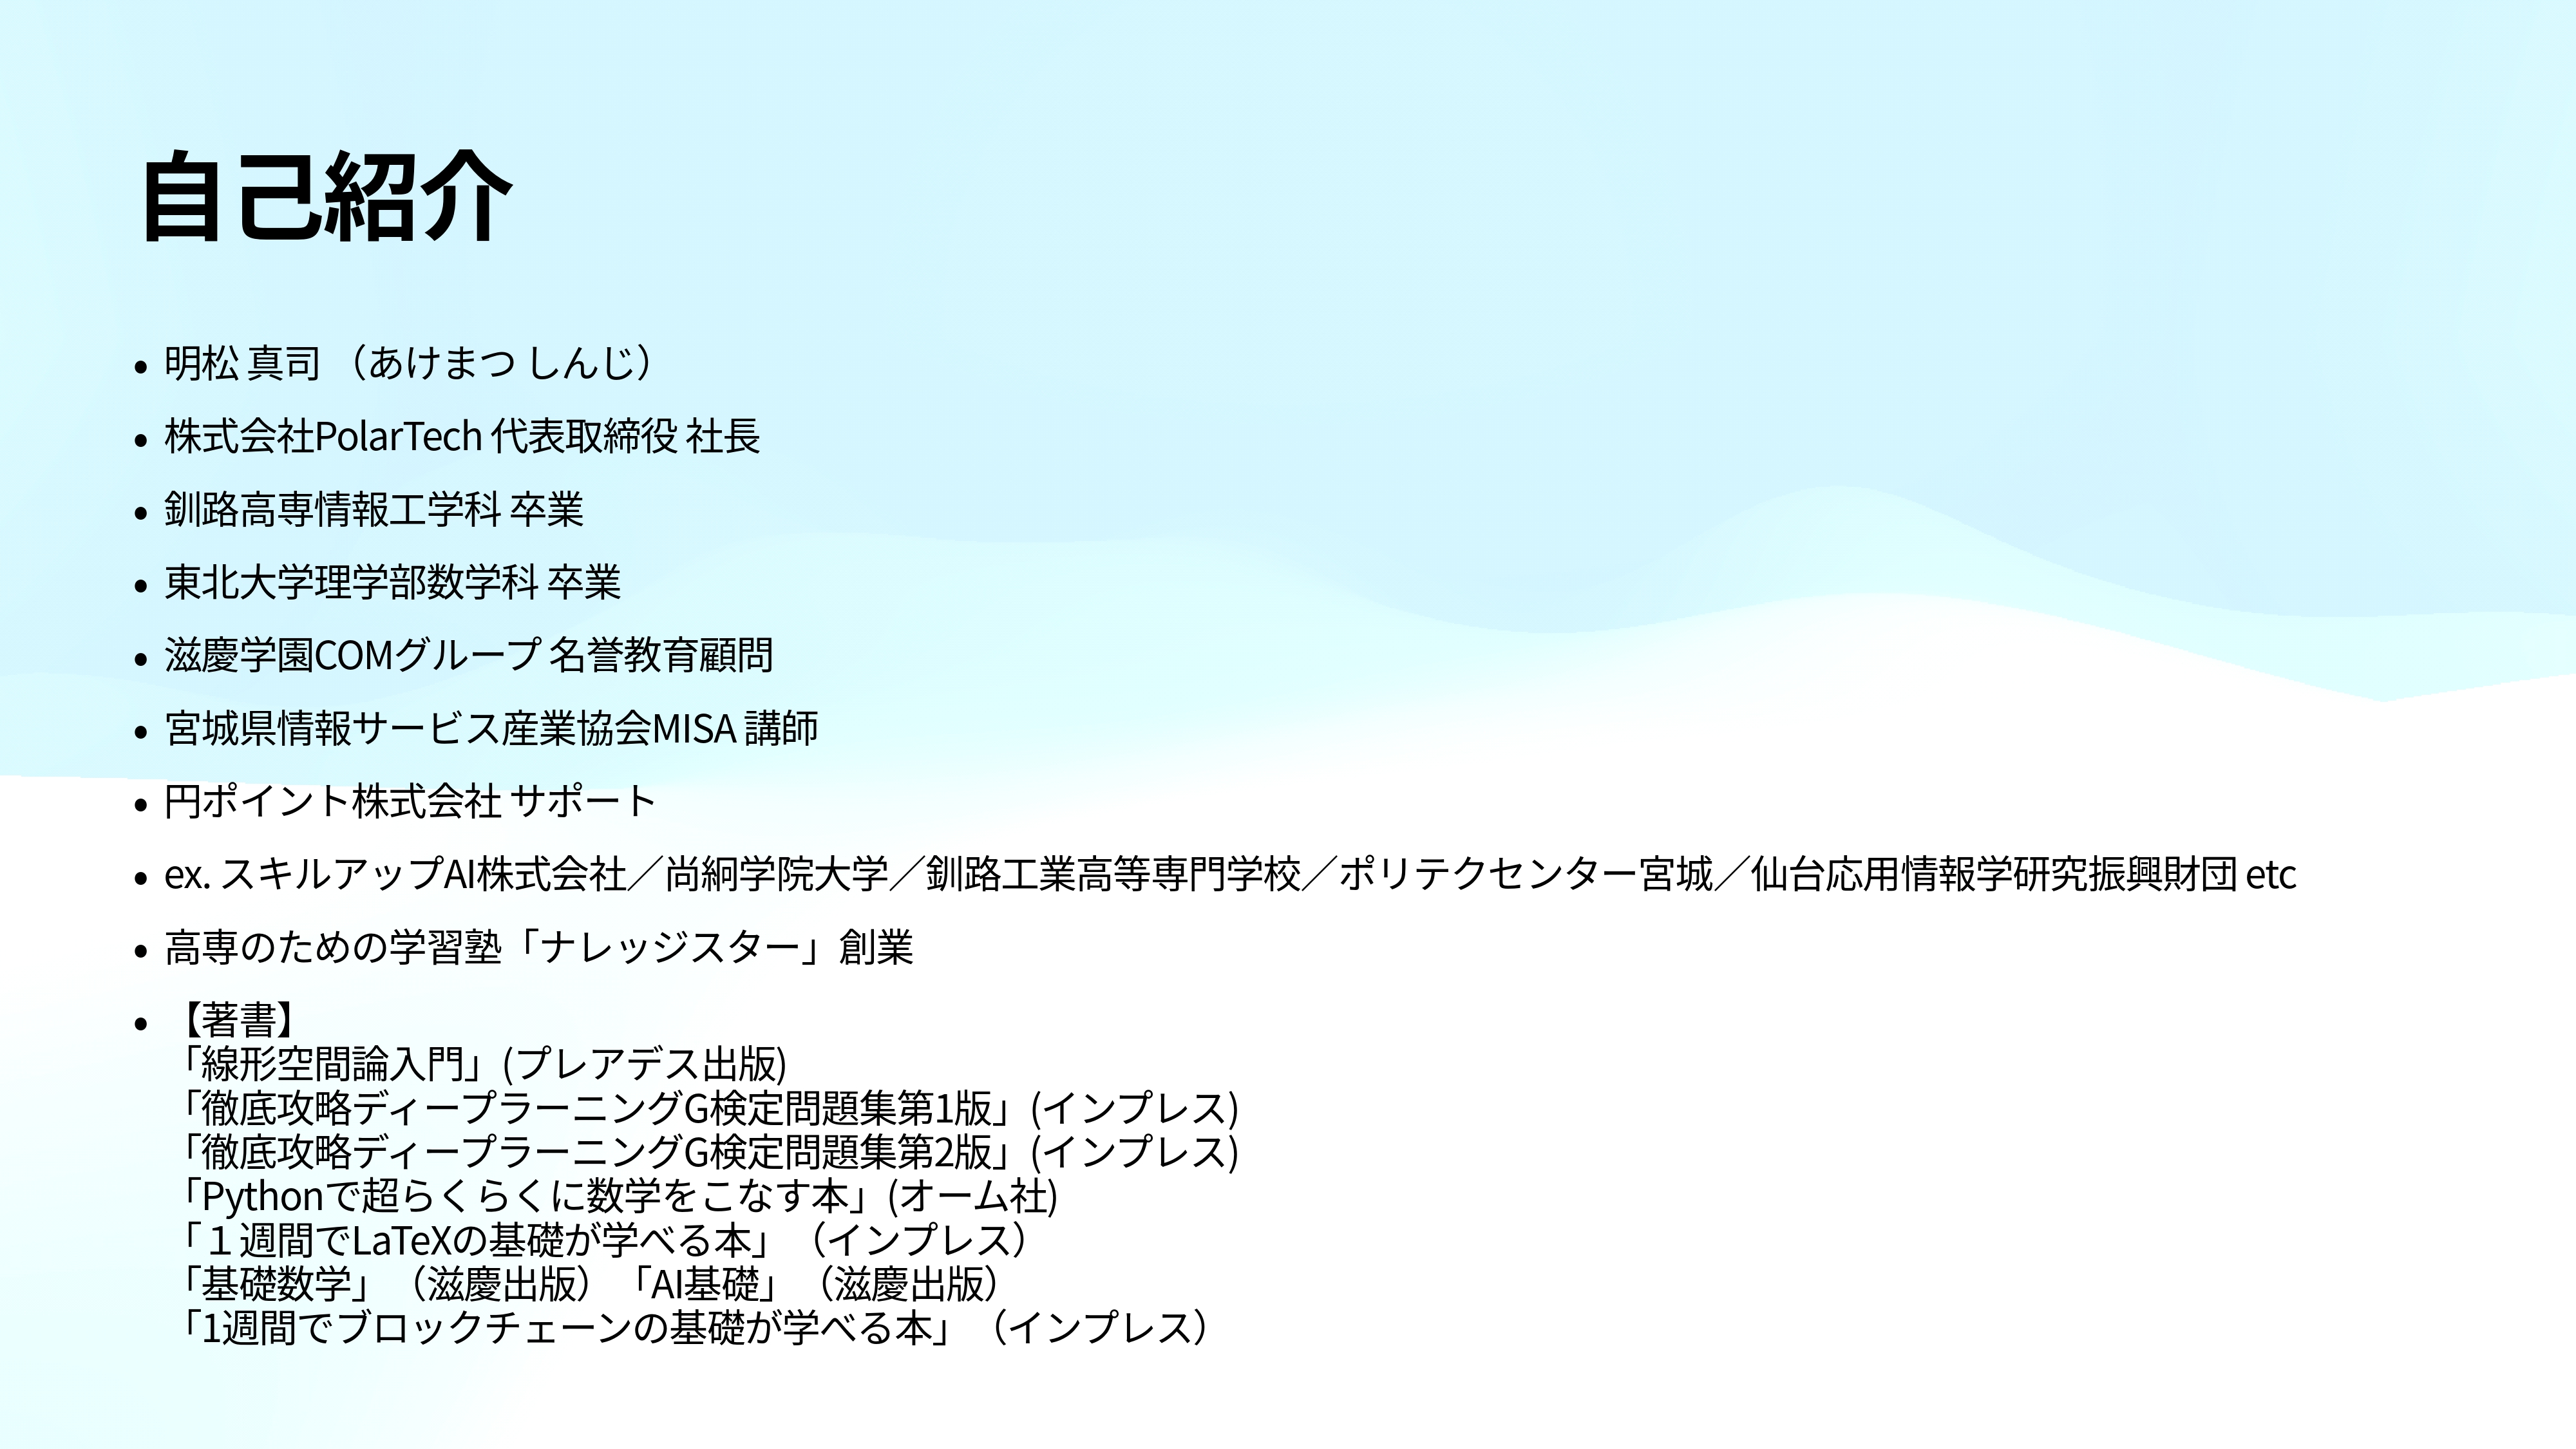 自己紹介
• 明松 真司 （あけまつ しんじ）
• 株式会社PolarTech 代表取締役 社長
• 釧路高専情報工学科 卒業
• 東北大学理学部数学科 卒業
• 滋慶学園COMグループ 名誉教育顧問
• 宮城県情報サービス産業協会MISA 講師
• 円ポイント株式会社 サポート
• ex. スキルアップAI株式会社／尚絅学院大学／釧路工業高等専門学校／ポリテクセンター宮城／仙台応用情報学研究振興財団 etc
• 高専のための学習塾「ナレッジスター」創業
• 【著書】
「線形空間論入門」(プレアデス出版)
「徹底攻略ディープラーニングG検定問題集第1版」(インプレス)
「徹底攻略ディープラーニングG検定問題集第2版」(インプレス)
「Pythonで超らくらくに数学をこなす本」(オーム社)
「１週間でLaTeXの基礎が学べる本」（インプレス）
「基礎数学」（滋慶出版）「AI基礎」（滋慶出版）
「1週間でブロックチェーンの基礎が学べる本」（インプレス）